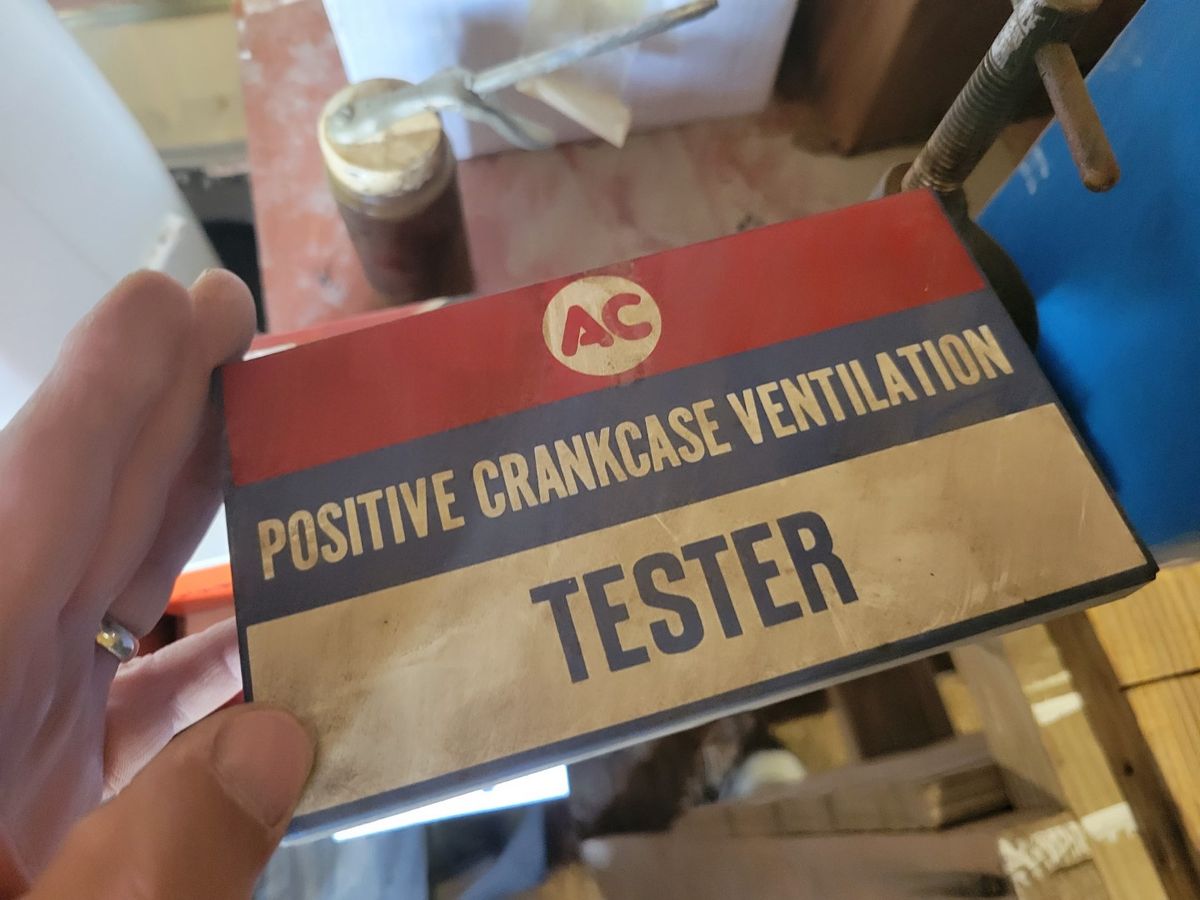 AC
POSITIVE CRANKCASE VENTILATION
TESTER